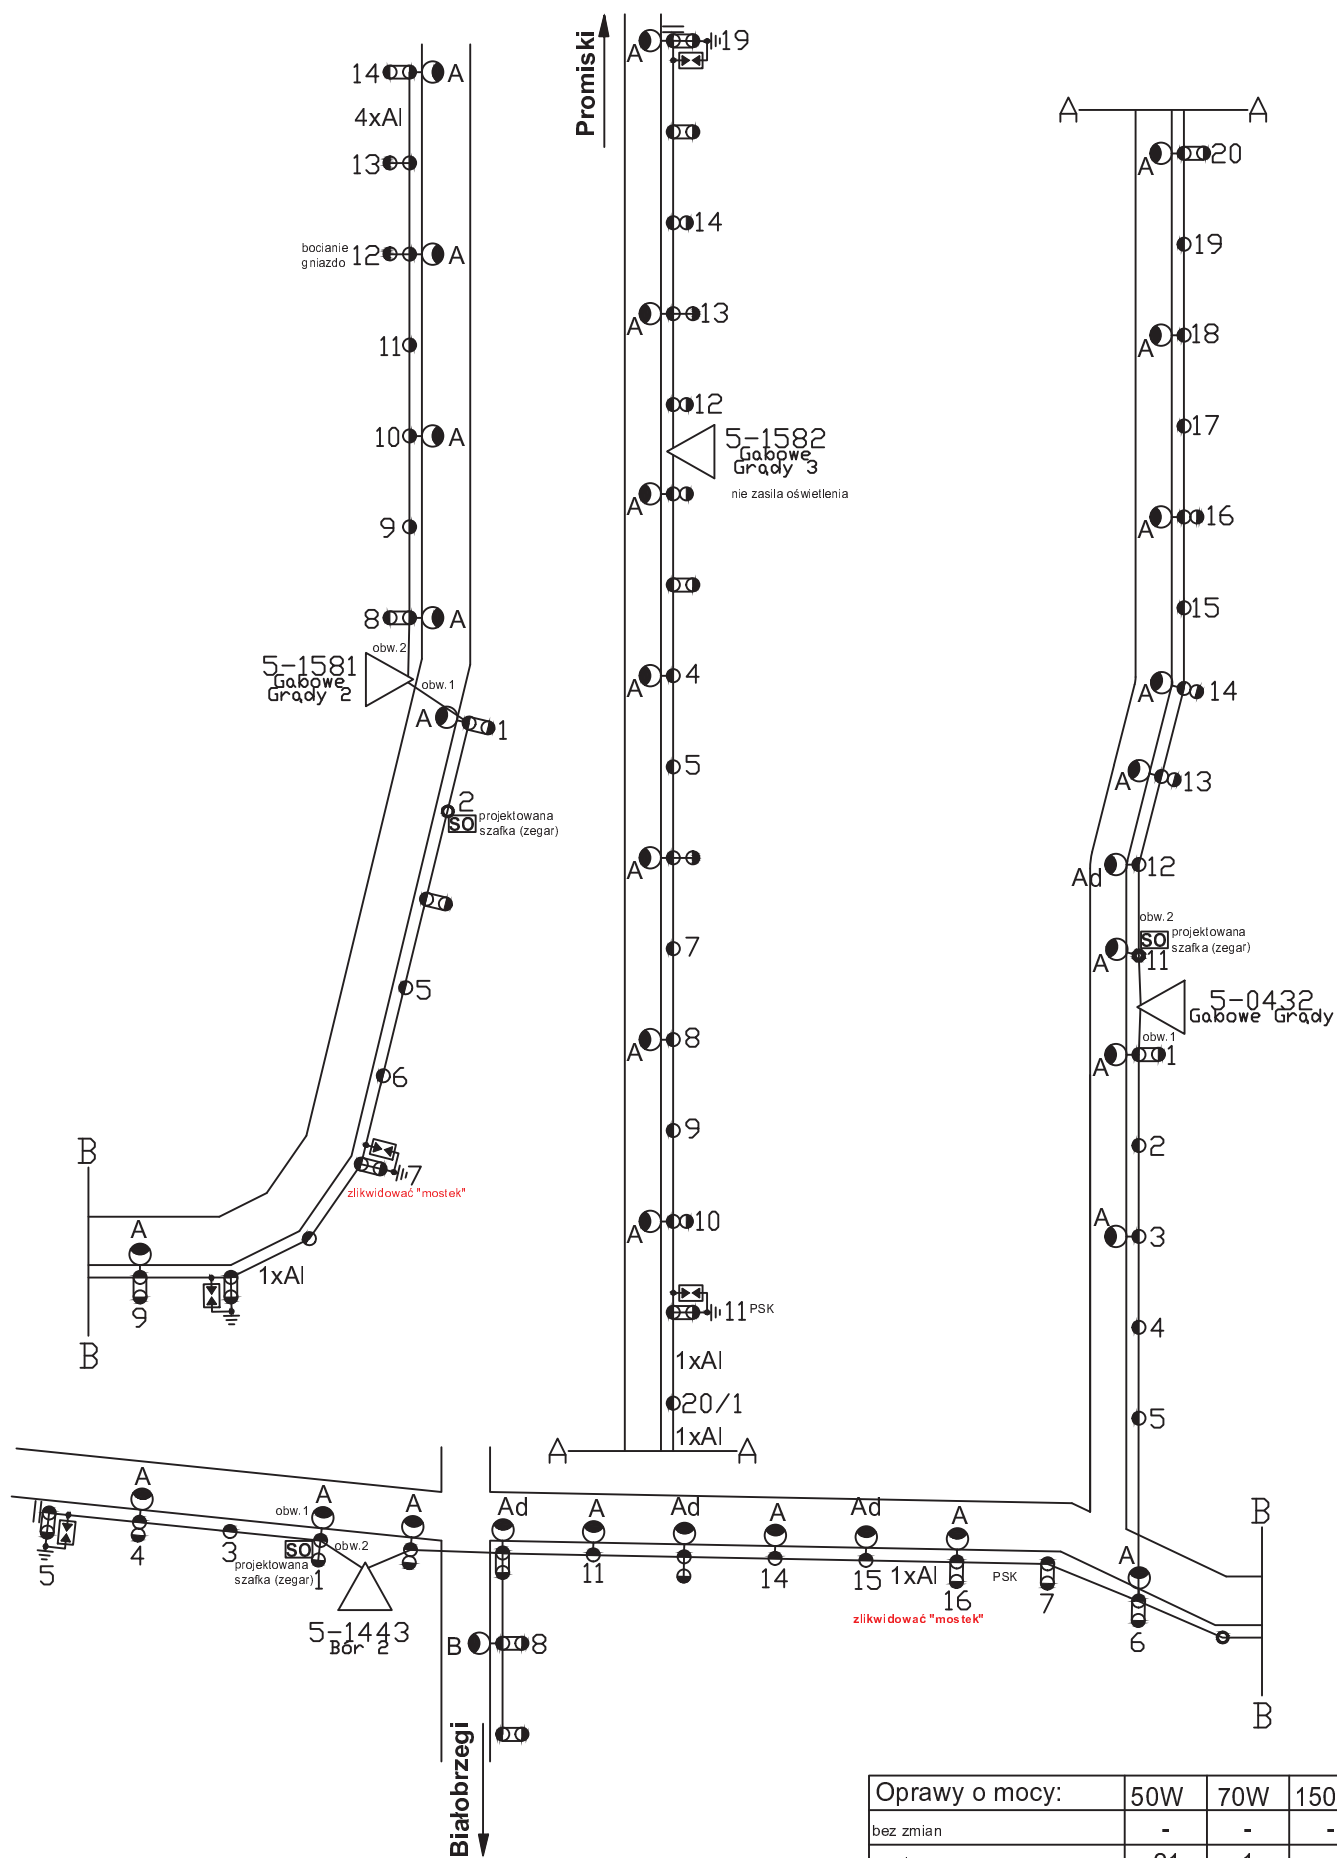 Promiski
14
A
4xAl
13
bocianie
gniazdo
12
A
11
10
A
9
8
A
obw.2
5-1581
Gabowe
Grądy 2
obw.1
A
1
2
SO
projektowana
szafka (zegar)
5
6
7
zlikwidować "mostek"
B
A
1xAl
9
B
A
19
14
13
A
12
5-1582
Gabowe
Grądy 3
nie zasila oświetlenia
A
4
A
5
A
7
8
A
9
10
A
11 PSK
1xAl
20/1
1xAl
A
A
A
A
20
A
19
18
A
17
16
A
15
14
A
13
A
12
Ad
obw.2
SO
projektowana
szafka (zegar)
11
A
5-0432
Gabowe Grądy
obw.1
1
A
2
A
3
4
5
A
obw.1
A
A
Ad
A
Ad
A
Ad
A
A
B
5
4
3
SO
projektowana
szafka (zegar)
1
obw.2
5-1443
Bór 2
11
14
15
1xAl
16
PSK
7
6
zlikwidować "mostek"
B
8
B
Białobrzegi
Oprawy o mocy: 50W 70W 150
bez zmian - - -